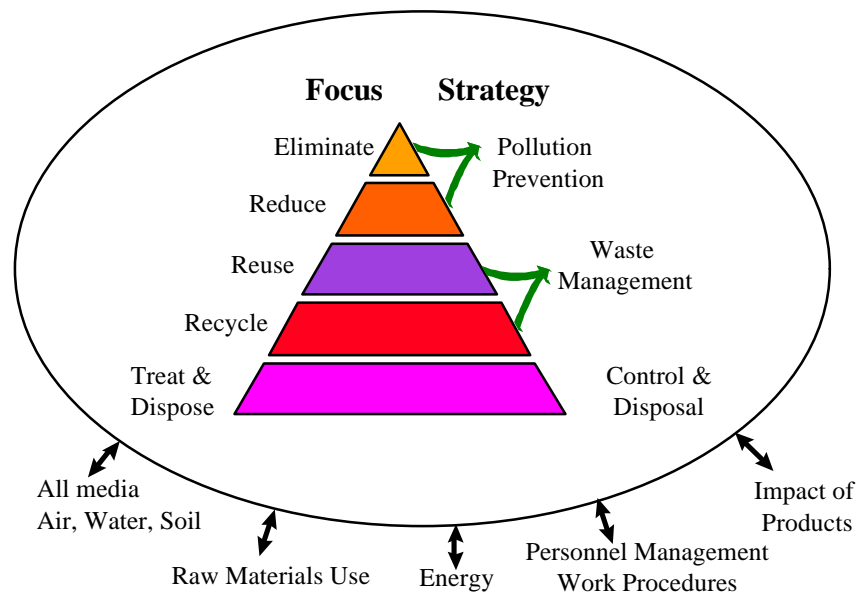 Focus Strategy
Eliminate
Pollution
Prevention
Reduce
Reuse
Waste
Management
Recycle
Treat &
Dispose
Control &
Disposal
All media
Air, Water, Soil
Raw Materials Use
Energy
Personnel Management
Work Procedures
Impact of
Products